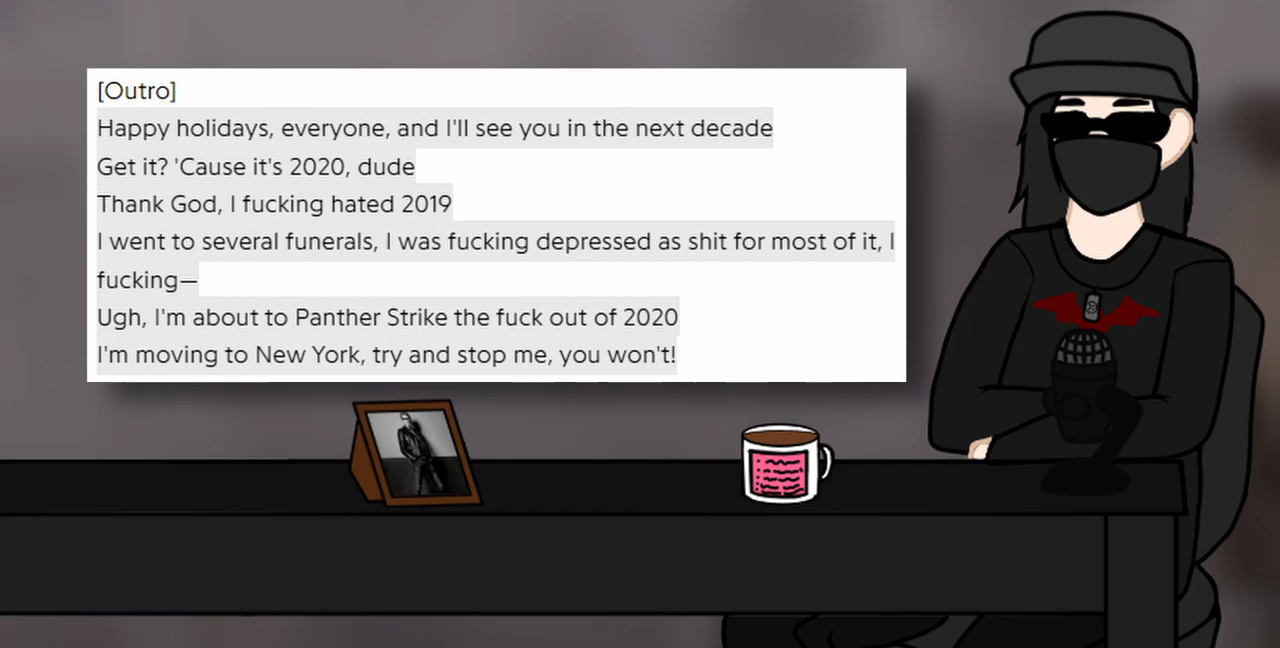 [Outro]
Happy holidays, everyone, and I'll see you in the next decade
Get it? 'Cause it's 2020, dude
Thank God, I fucking hated 2019
I went to several funerals, I was fucking depressed as shit for most of it, I
fucking—
Ugh, I'm about to Panther Strike the fuck out of 2020
I'm moving to New York, try and stop me, you won't!